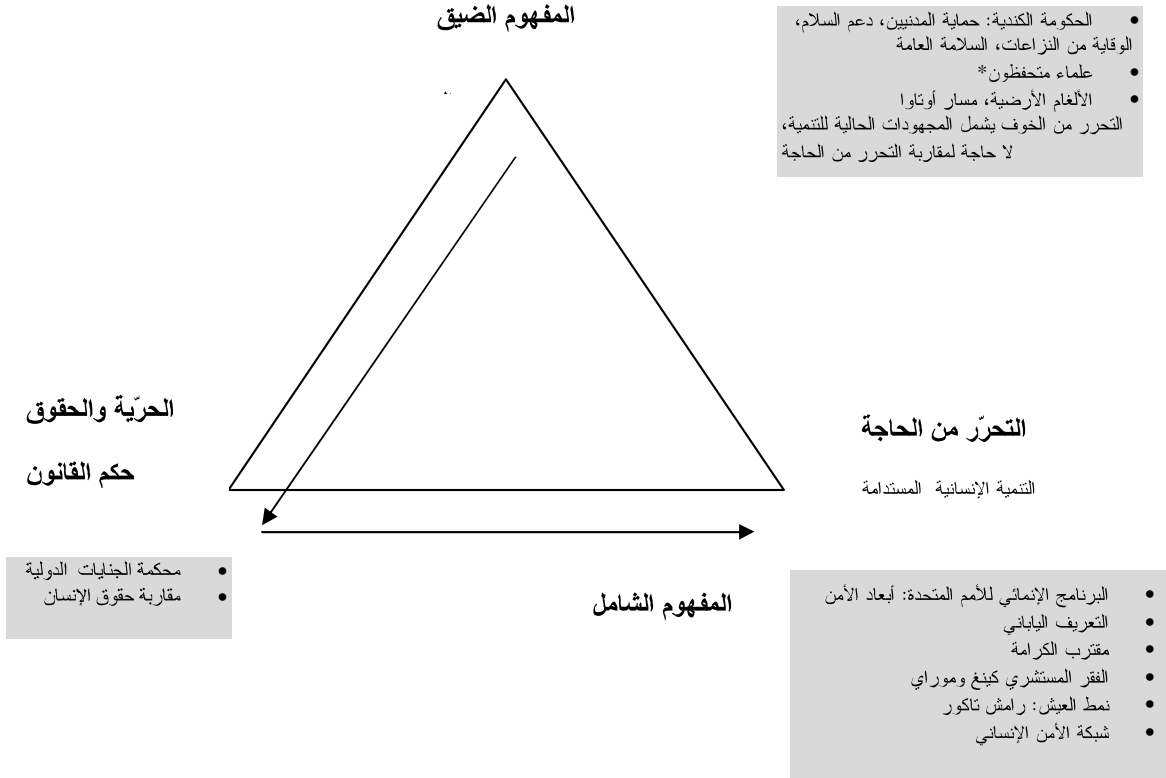 المفهوم الضيق
• الحكومة الكندية: حماية المدنيين، دعم السلام،
الوقاية من النزاعات، السلامة العامة
• علماء متحفظون*
• الألغام الأرضية، مسار أوتاوا
التحرر من الخوف يشمل المجهودات الحالية للتنمية،
لا حاجة لمقاربة التحرر من الحاجة
الحرّية والحقوق
حكم القانون
التحرّر من الحاجة
التنمية الإنسانية المستدامة
• محكمة الجنايات الدولية
• مقاربة حقوق الإنسان
المفهوم الشامل
• البرنامج الإنمائي للأمم المتحدة: أبعاد الأمن
• التعريف الياباني
• مقترب الكرامة
• الفقر المستشري كينغ وموراي
• نمط العيش: رامش تاكور
• شبكة الأمن الإنساني